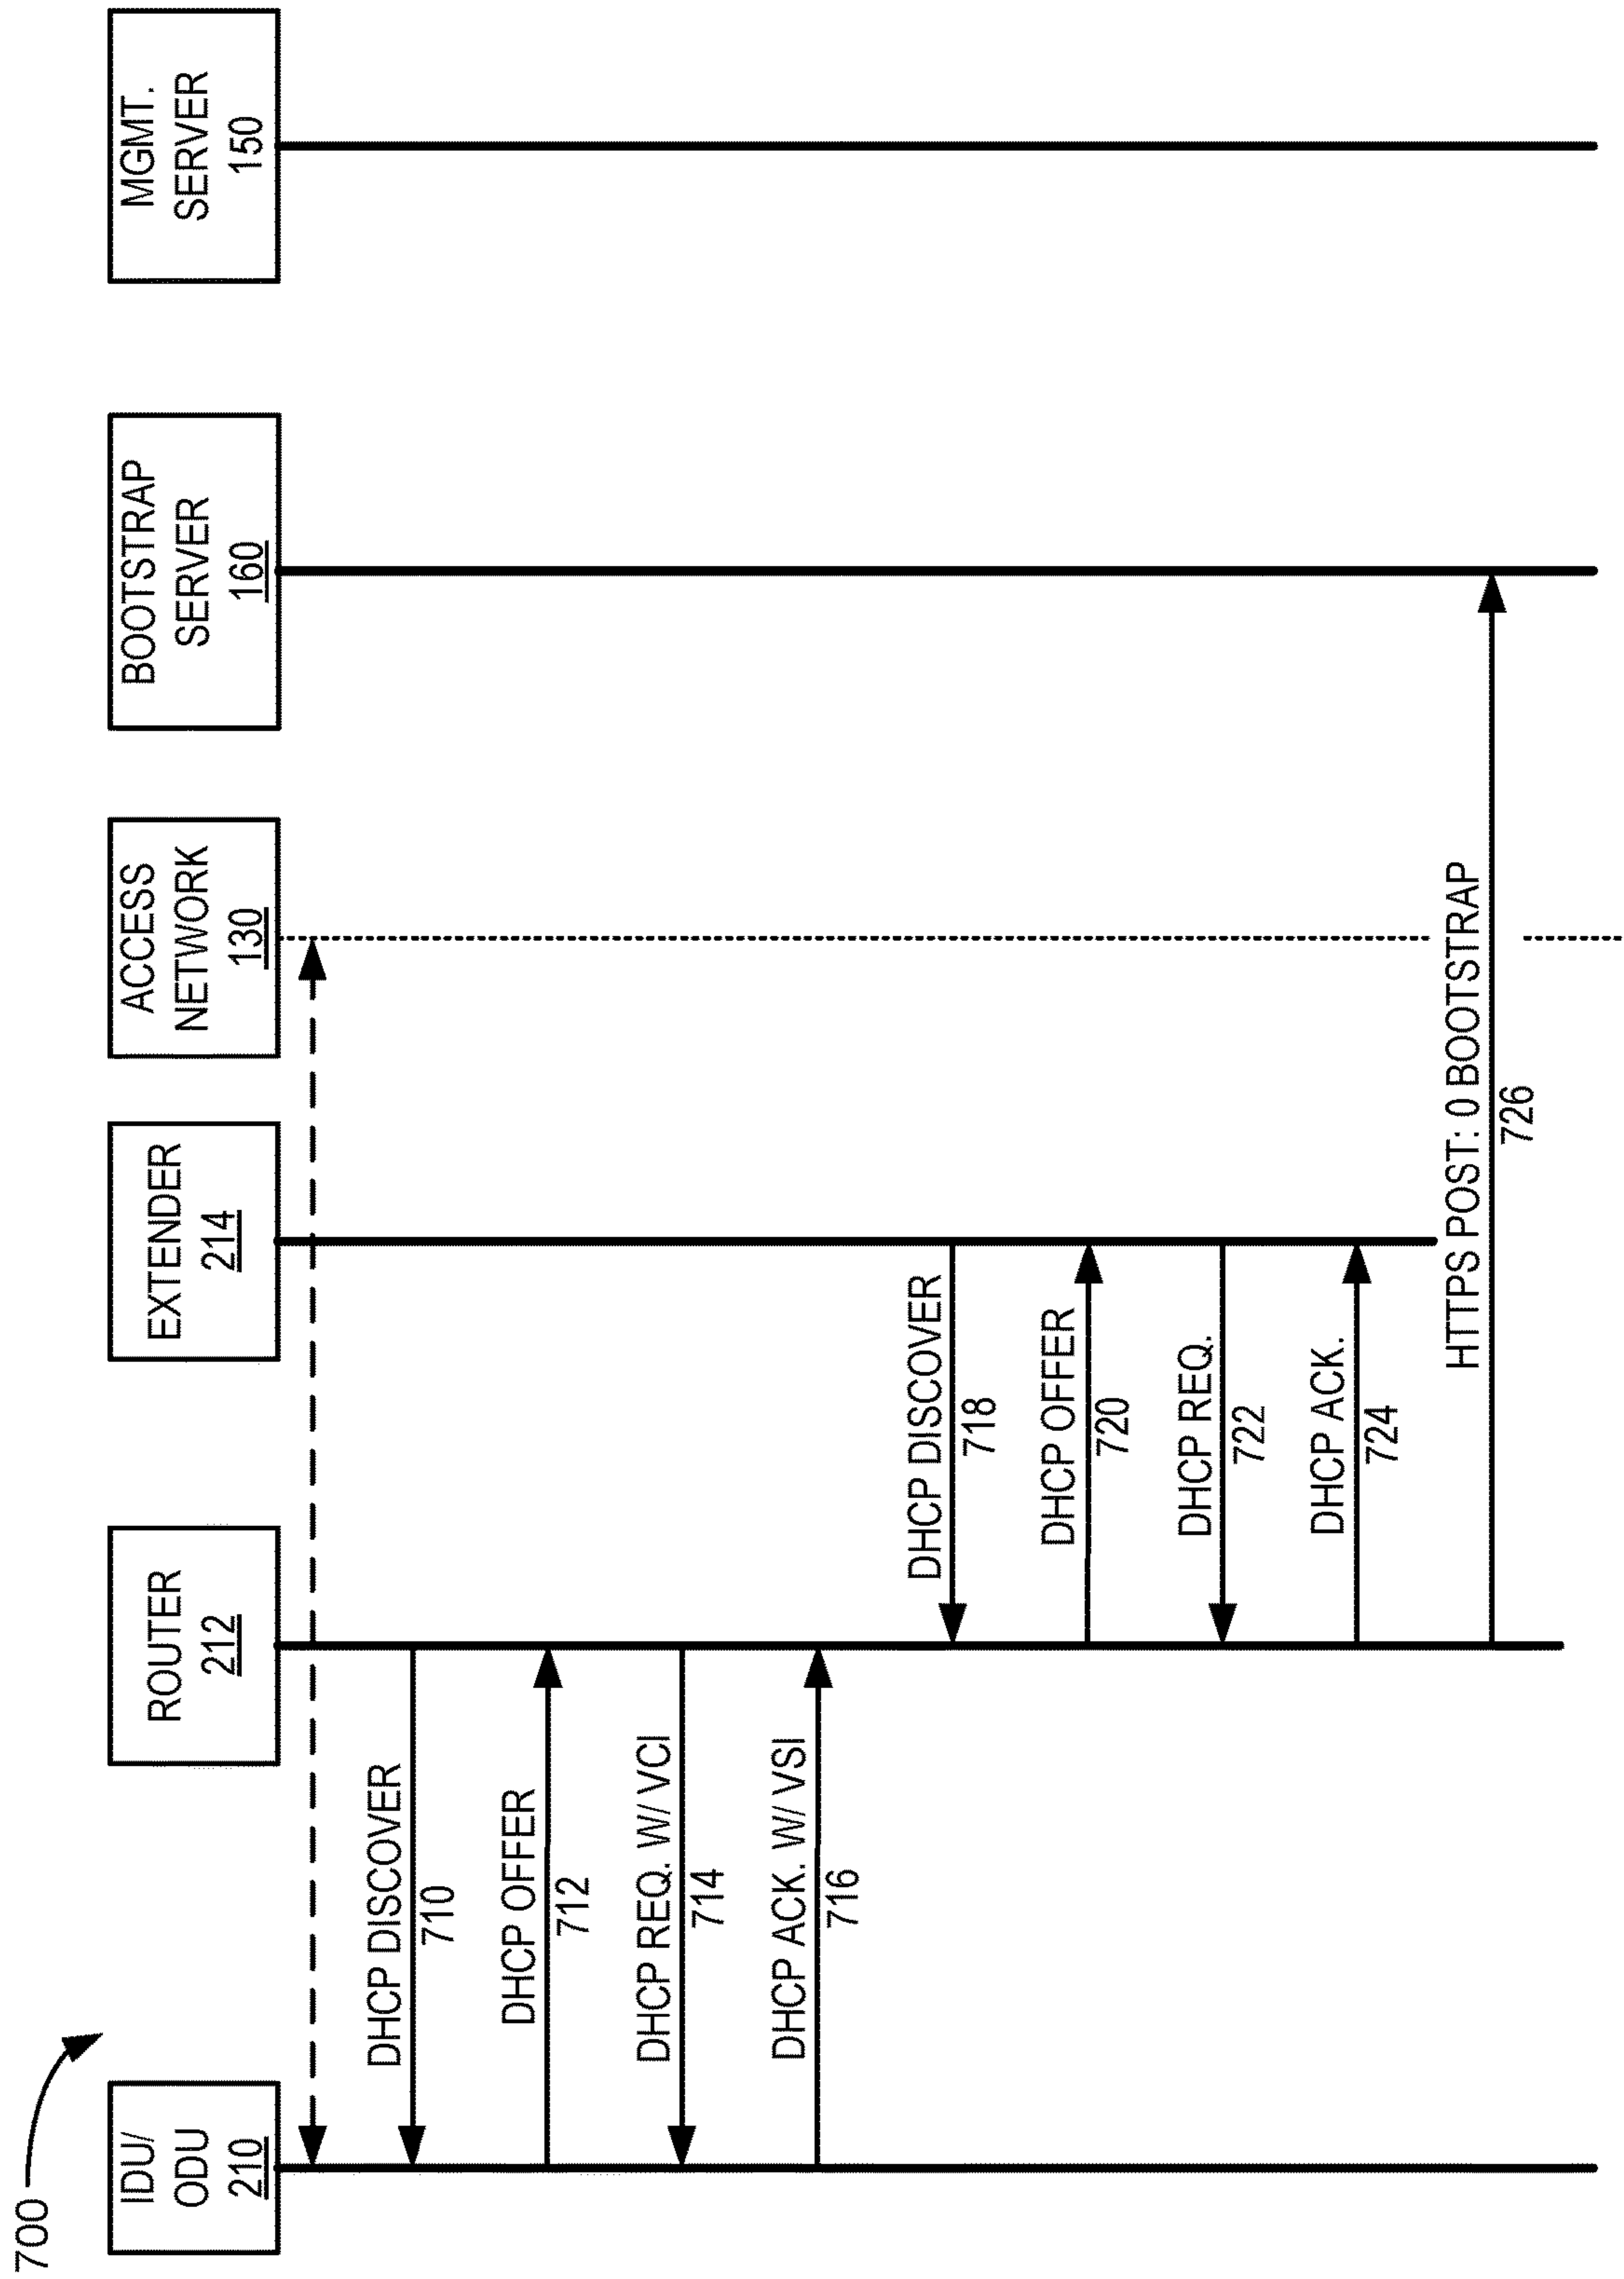 700
IDU/
ODU
210
ROUTER
212
EXTENDER
214
ACCESS
NETWORK
130
BOOTSTRAP
SERVER
160
MGMT.
SERVER
150
DHCP DISCOVER
710
DHCP OFFER
712
DHCP REQ. W/ VCI
714
DHCP ACK. W/ VSI
716
DHCP DISCOVER
718
DHCP OFFER
720
DHCP REQ.
722
DHCP ACK.
724
HTTPS POST: 0 BOOTSTRAP
726